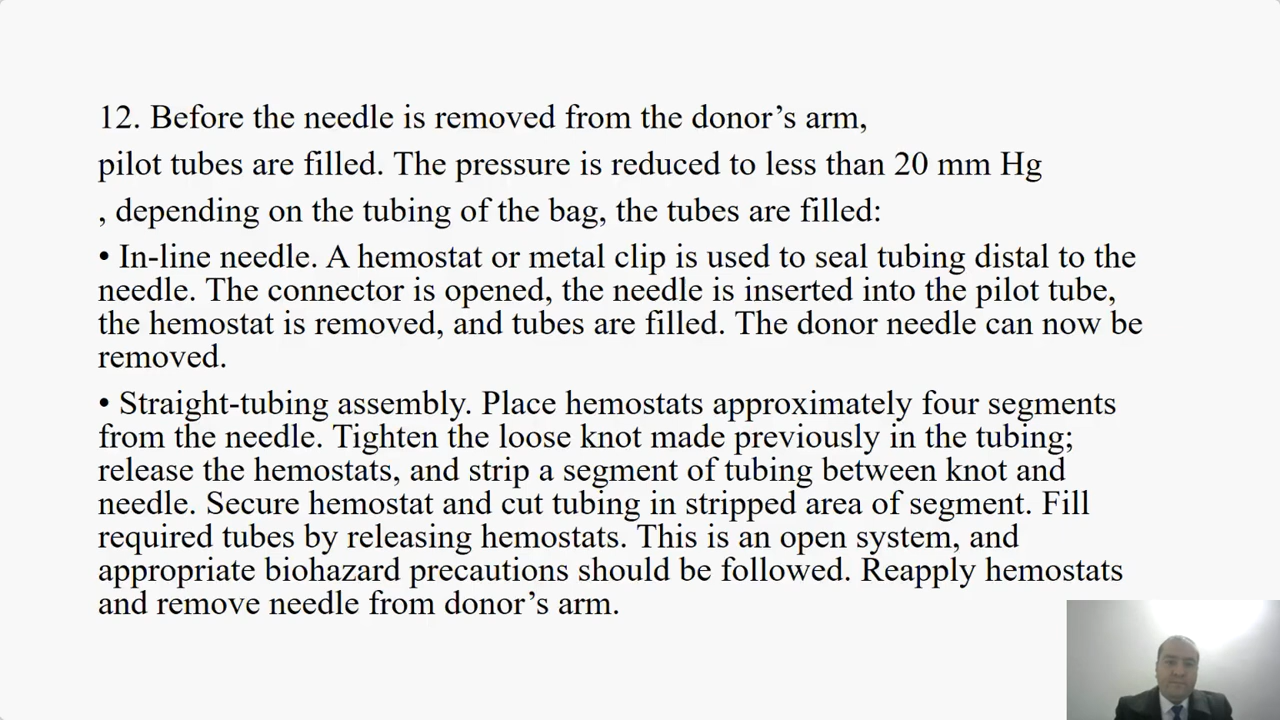 12. Before the needle is removed from the donor’s arm,
pilot tubes are filled. The pressure is reduced to less than 20 mm Hg
, depending on the tubing of the bag, the tubes are filled:
• In-line needle. A hemostat or metal clip is used to seal tubing distal to the
needle. The connector is opened, the needle is inserted into the pilot tube,
the hemostat is removed, and tubes are filled. The donor needle can now be
removed.
• Straight-tubing assembly. Place hemostats approximately four segments
from the needle. Tighten the loose knot made previously in the tubing;
release the hemostats, and strip a segment of tubing between knot and
needle. Secure hemostat and cut tubing in stripped area of segment. Fill
required tubes by releasing hemostats. This is an open system, and
appropriate biohazard precautions should be followed. Reapply hemostats
and remove needle from donor’s arm.